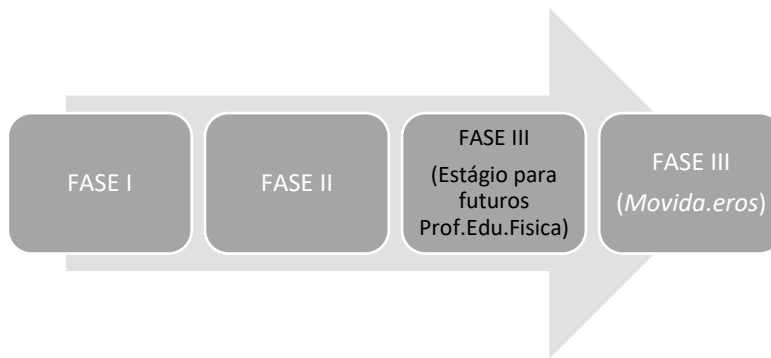 FASE I
FASE II
FASE III
(Estágio para
futuros
Prof.Edu.Fisica)
FASE III
(Movida.eros)